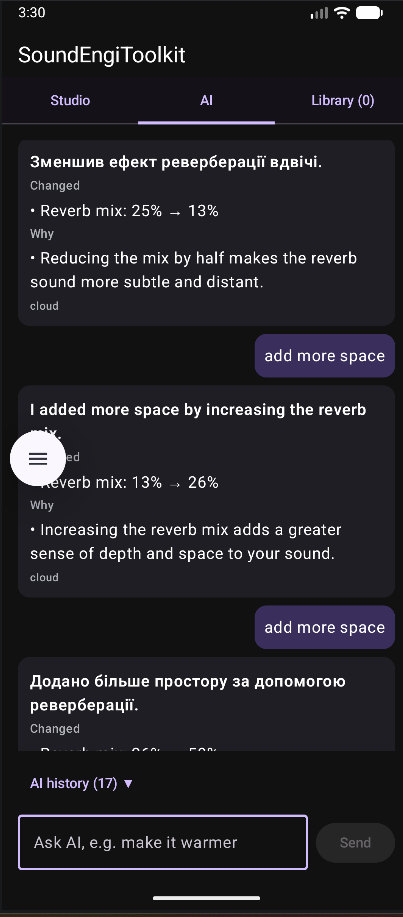 3:30
SoundEngiToolkit
Studio AI Library (0)
Зменшив ефект реверберації вдвічі.
Changed
• Reverb mix: 25% → 13%
Why
• Reducing the mix by half makes the reverb
sound more subtle and distant.
cloud
add more space
I added more space by increasing the reverb
mix.
Reverb mix: 13% → 26%
Why
• Increasing the reverb mix adds a greater
sense of depth and space to your sound.
cloud
add more space
Додано більше простору за допомогою
реверберації.
Changed
AI history (17) ▼
Ask AI, e.g. make it warmer
Send